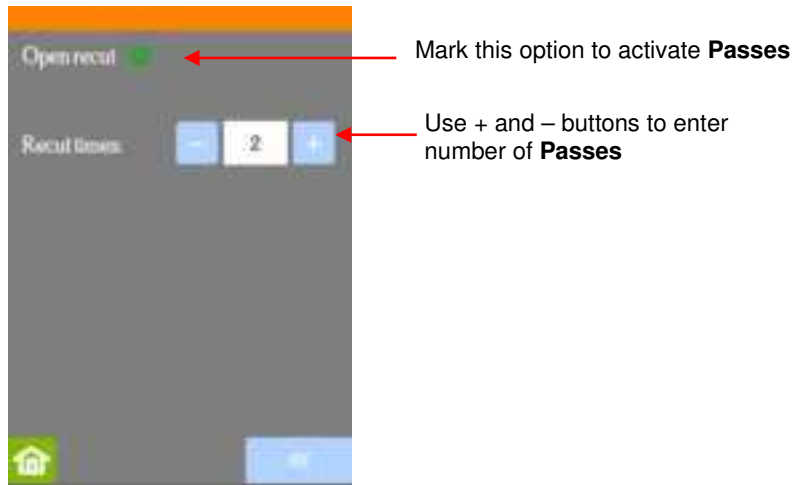 Open recut
Mark this option to activate Passes
Use + and – buttons to enter
number of Passes
Recut times
– 2 +